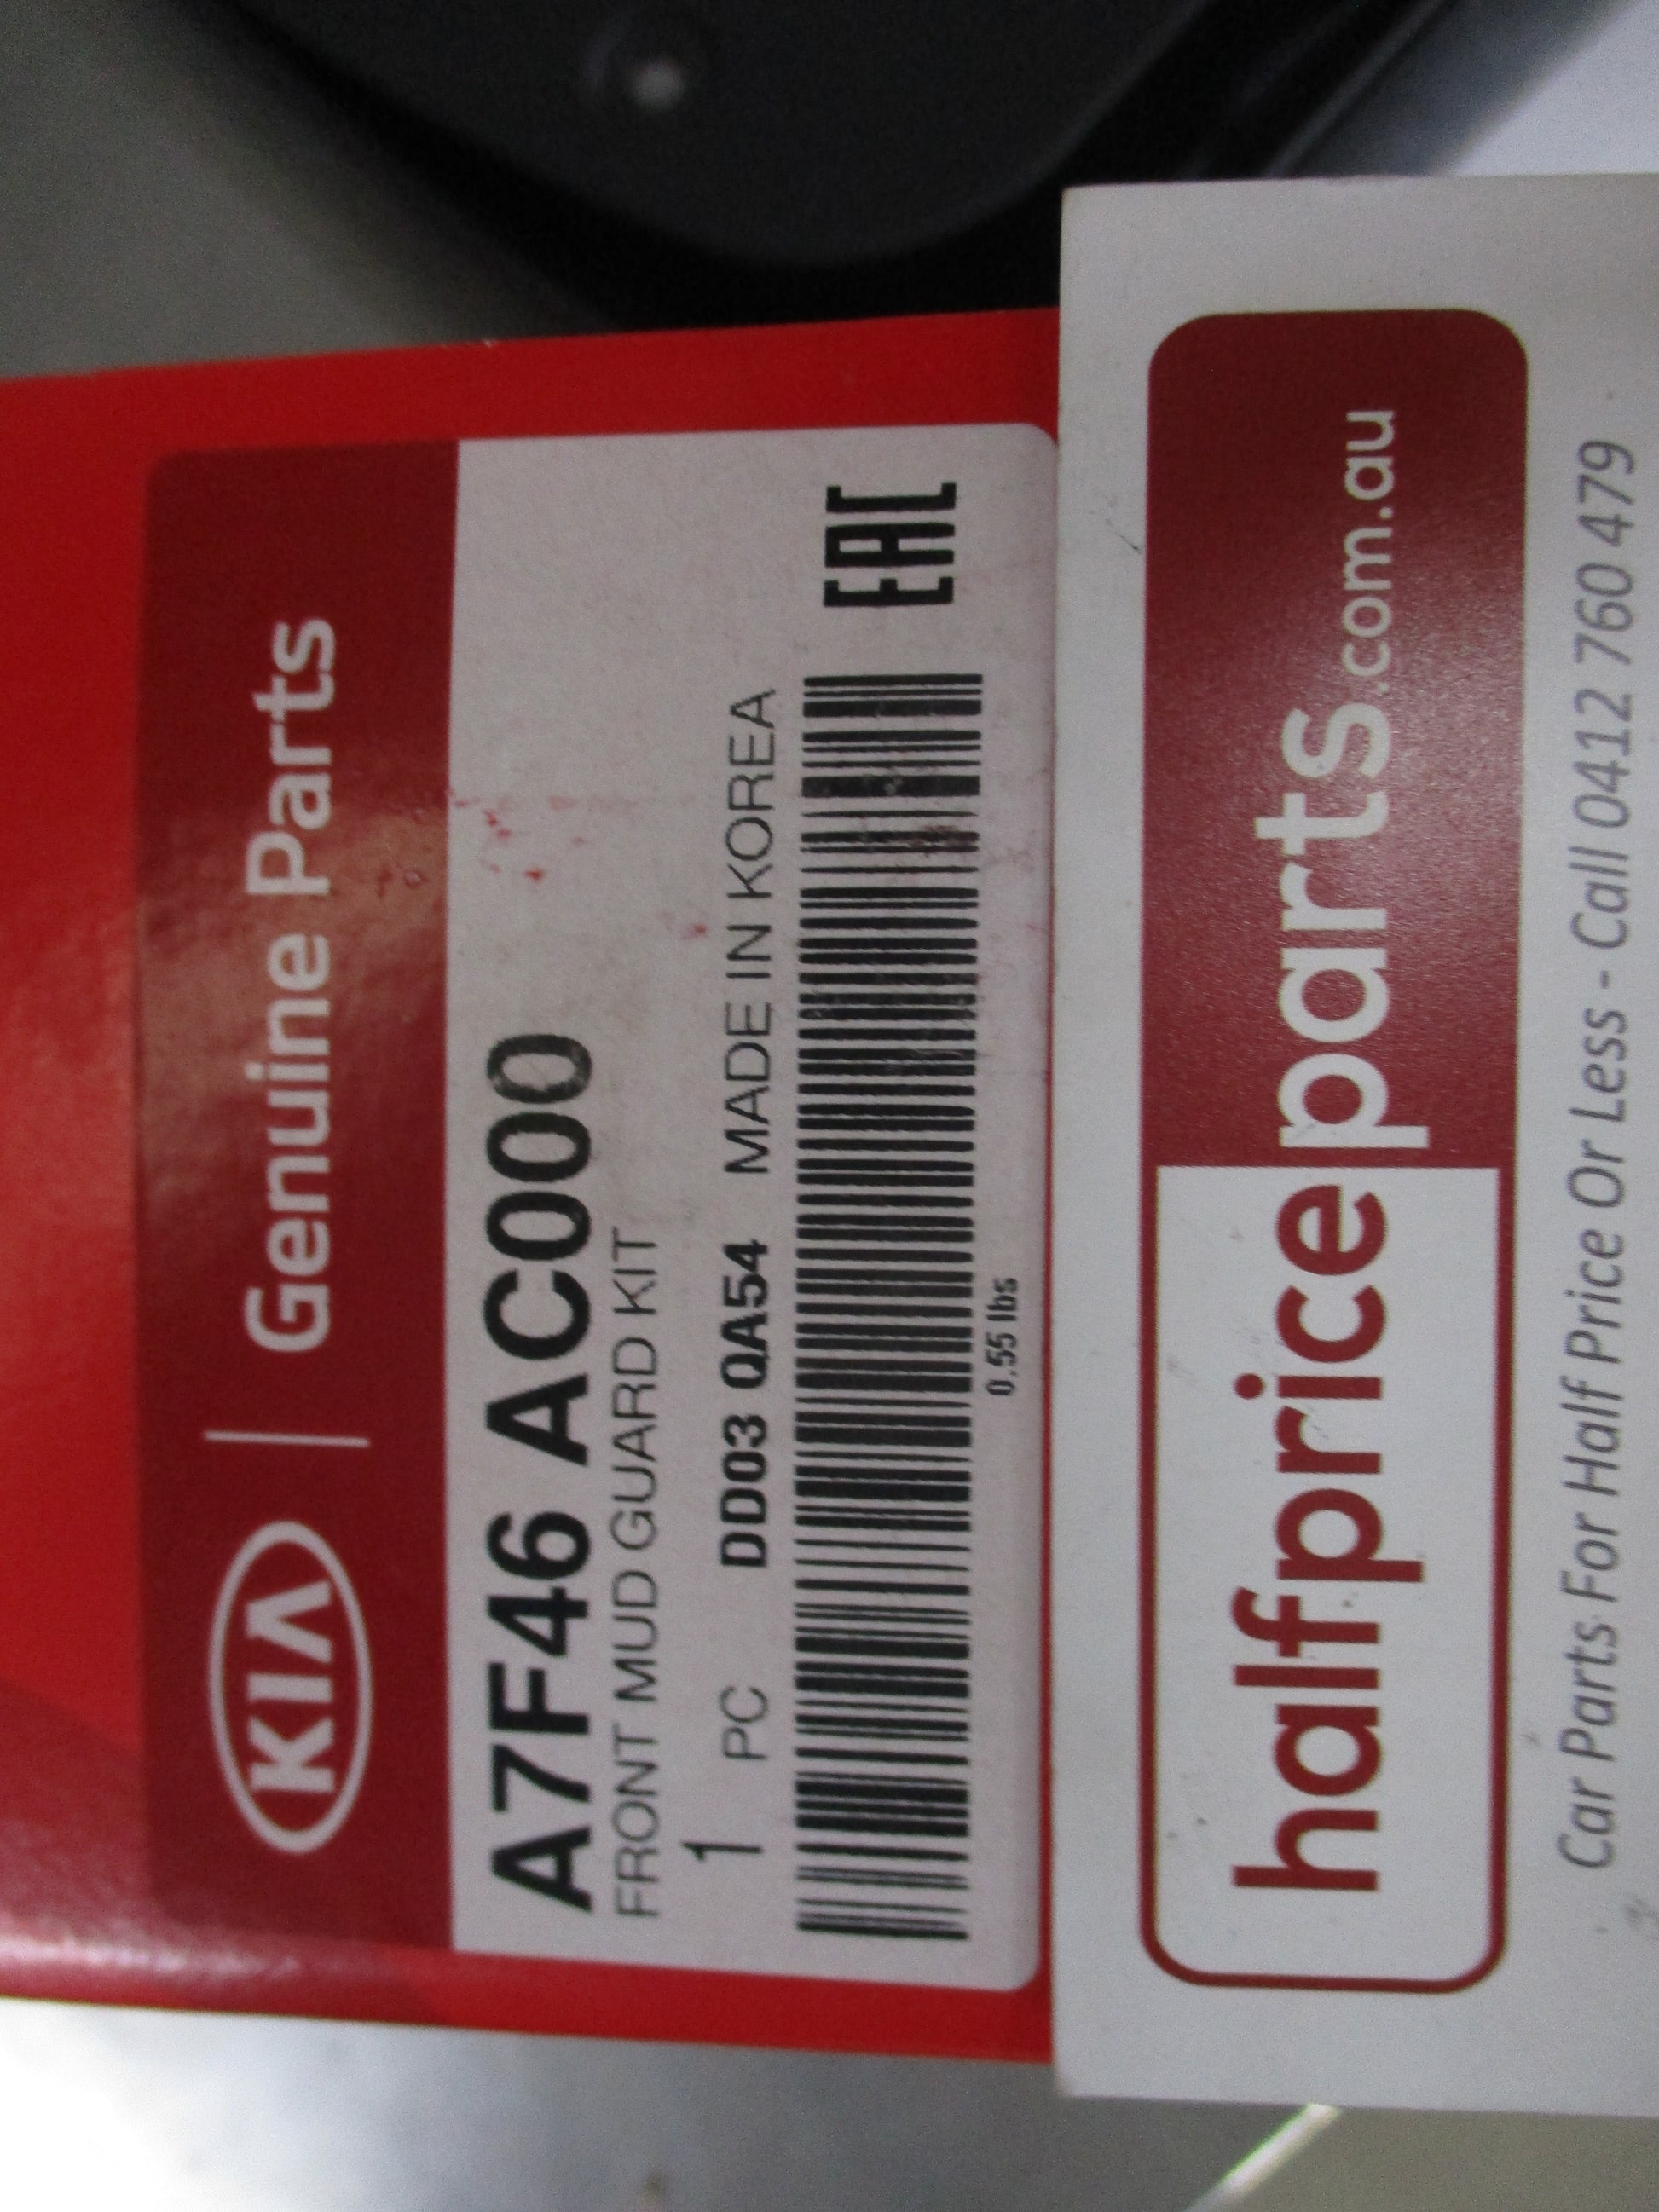 KIA | Genuine Parts
A7F46 AC000
FRONT MUD GUARD KIT
1 PC DD03 QA54 MADE IN KOREA
EAC
0.55 lbs
halfpriceparts.com.au
Car Parts For Half Price Or Less - Call 0412 760 479